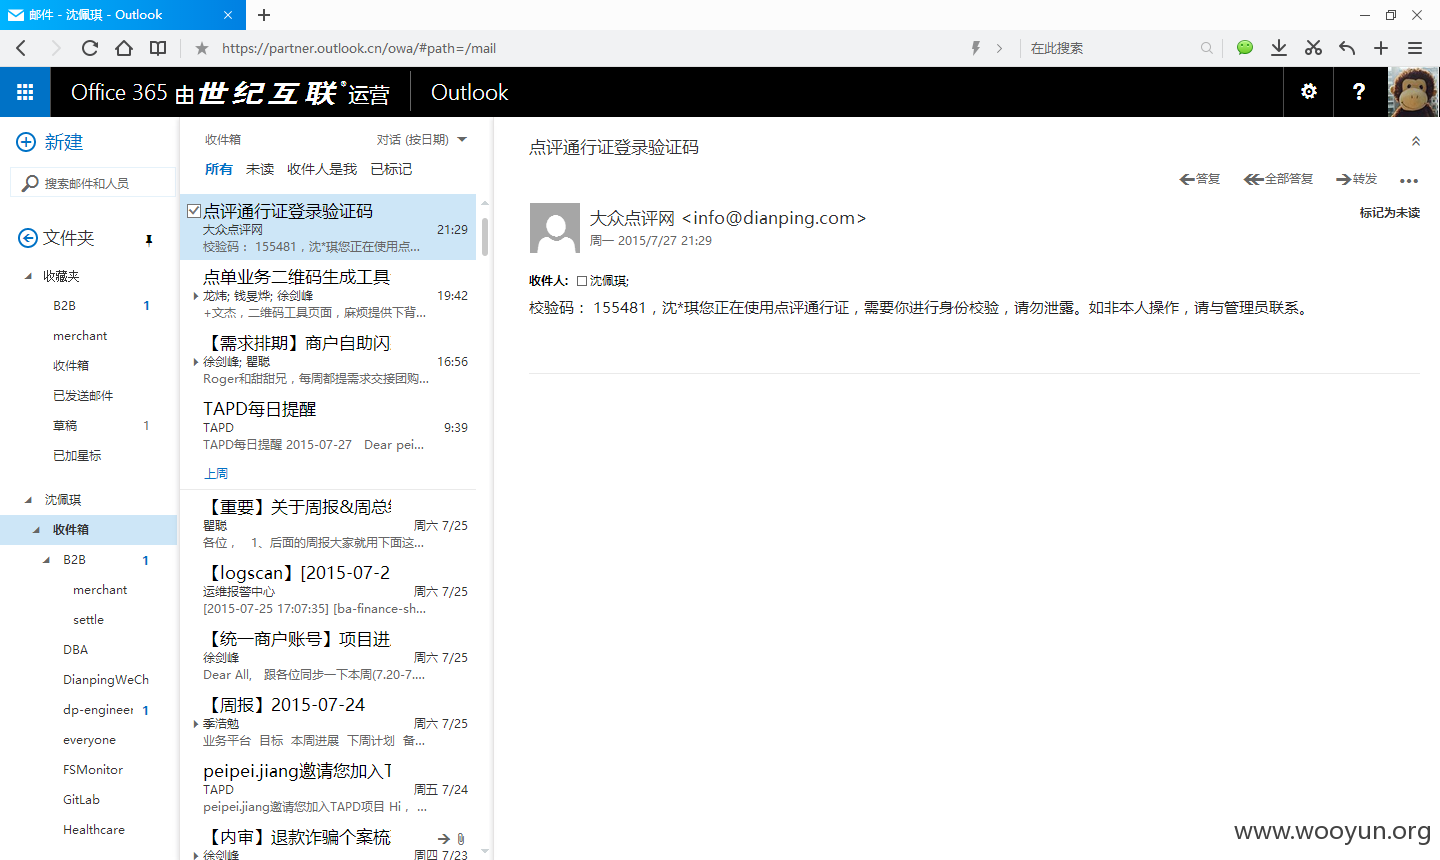 邮件 - 沈佩琪 - Outlook
https://partner.outlook.cn/owa/#path=/mail
在此搜索
Office 365 由世纪互联®运营
Outlook
新建
搜索邮件和人员
文件夹
收藏夹
B2B 1
merchant
收件箱
已发送邮件
草稿 1
已加星标
沈佩琪
收件箱
B2B 1
merchant
settle
DBA
DianpingWeCh
dp-engineer 1
everyone
FSMonitor
GitLab
Healthcare
收件箱 对话 (按日期)
所有 未读 收件人是我 已标记
点评通行证登录验证码
大众点评网 21:29
校验码： 155481，沈*琪您正在使用点...
点单业务二维码生成工具
龙炜; 钱旻烨; 徐剑峰 19:42
+文杰，二维码工具页面，麻烦提供下背...
【需求排期】商户自助闪
徐剑峰; 瞿聪 16:56
Roger和甜甜兄，每周都提需求交接团购...
TAPD每日提醒
TAPD 9:39
TAPD每日提醒 2015-07-27 Dear pei...
上周
【重要】关于周报&周总结
瞿聪 周六 7/25
各位， 1、后面的周报大家就用下面这...
【logscan】[2015-07-2
运维报警中心 周六 7/25
[2015-07-25 17:07:35] [ba-finance-sh...
【统一商户账号】项目进
徐剑峰 周六 7/25
Dear All, 跟各位同步一下本周(7.20-7....
【周报】2015-07-24
季浩勉 周六 7/25
业务平台 目标 本周进展 下周计划 备...
peipei.jiang邀请您加入T
TAPD 周五 7/24
peipei.jiang邀请您加入TAPD项目 Hi， ...
【内审】退款诈骗个案梳
徐剑峰 周四 7/23
点评通行证登录验证码
答复 全部答复 转发
标记为未读
大众点评网 <info@dianping.com>
周一 2015/7/27 21:29
收件人: 沈佩琪;
校验码： 155481，沈*琪您正在使用点评通行证，需要你进行身份校验，请勿泄露。如非本人操作，请与管理员联系。
www.wooyun.org